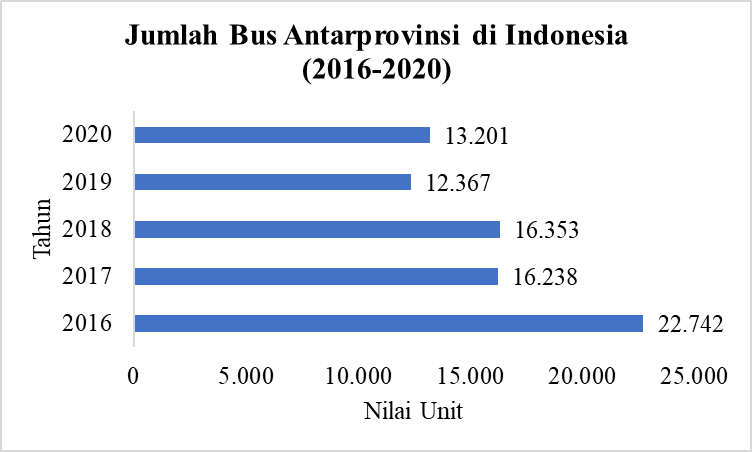 Jumlah Bus Antarprovinsi di Indonesia
(2016-2020)
Tahun
2020 13.201
2019 12.367
2018 16.353
2017 16.238
2016 22.742
0 5.000 10.000 15.000 20.000 25.000
Nilai Unit